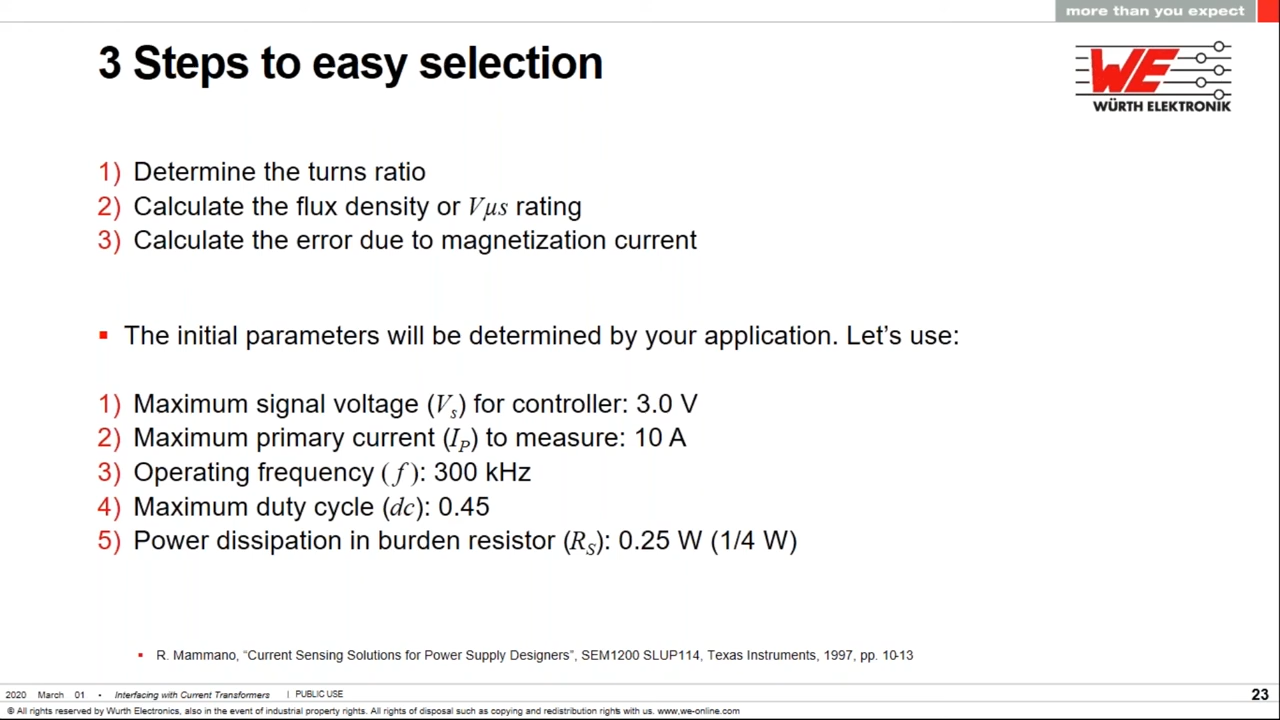 more than you expect
3 Steps to easy selection
WE
WÜRTH ELEKTRONIK
1) Determine the turns ratio
2) Calculate the flux density or Vμs rating
3) Calculate the error due to magnetization current
▪ The initial parameters will be determined by your application. Let's use:
1) Maximum signal voltage (Vs) for controller: 3.0 V
2) Maximum primary current (IP) to measure: 10 A
3) Operating frequency (f): 300 kHz
4) Maximum duty cycle (dc): 0.45
5) Power dissipation in burden resistor (RS): 0.25 W (1/4 W)
▪ R. Mammano, “Current Sensing Solutions for Power Supply Designers”, SEM1200 SLUP114, Texas Instruments, 1997, pp. 10-13
2020 March 01 • Interfacing with Current Transformers | PUBLIC USE 23
© All rights reserved by Wurth Electronics, also in the event of industrial property rights. All rights of disposal such as copying and redistribution rights with us. www,we-online.com